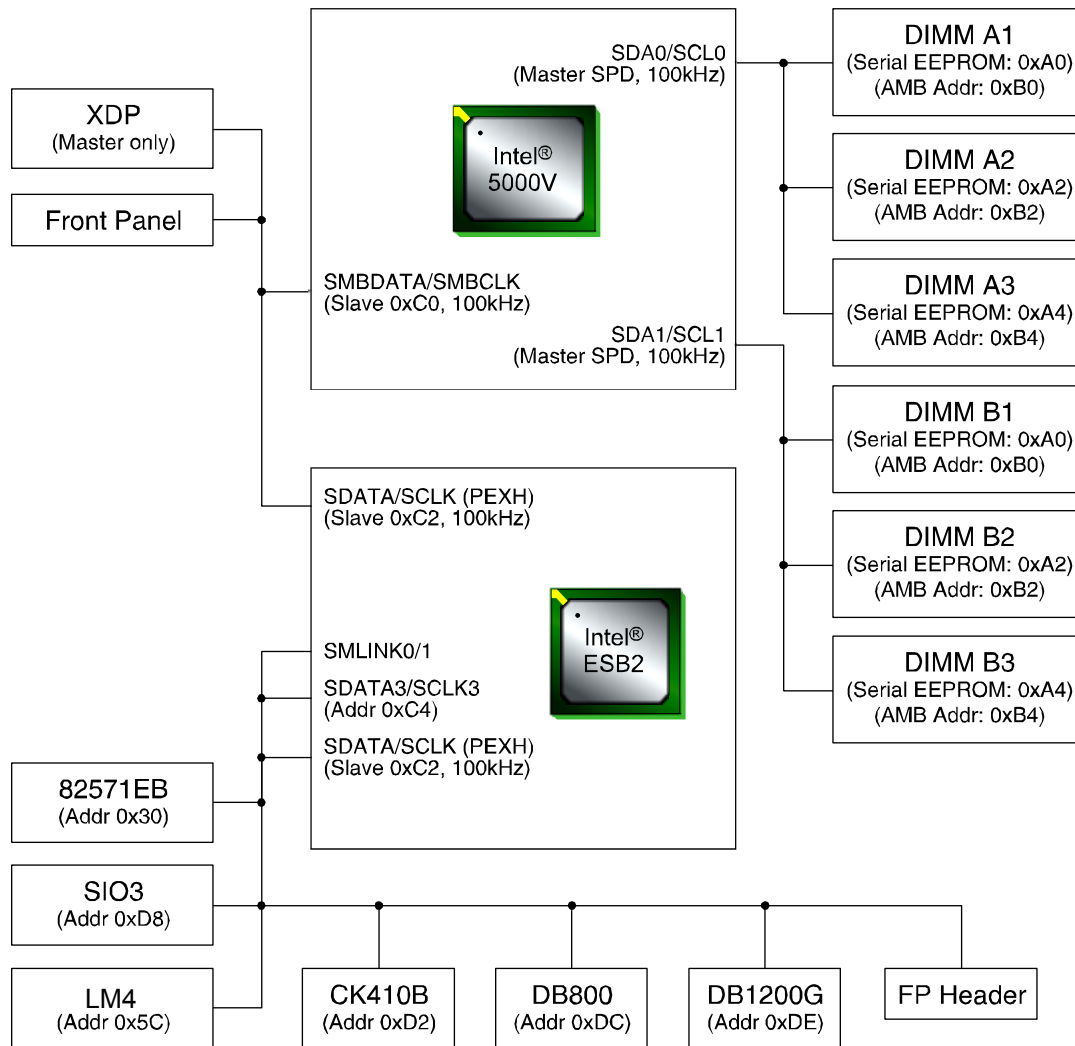 XDP
(Master only)
Front Panel
SDA0/SCL0
(Master SPD, 100kHz)
Intel®
5000V
SMBDATA/SMBCLK
(Slave 0xC0, 100kHz)
SDA1/SCL1
(Master SPD, 100kHz)
DIMM A1
(Serial EEPROM: 0xA0)
(AMB Addr: 0xB0)
DIMM A2
(Serial EEPROM: 0xA2)
(AMB Addr: 0xB2)
DIMM A3
(Serial EEPROM: 0xA4)
(AMB Addr: 0xB4)
DIMM B1
(Serial EEPROM: 0xA0)
(AMB Addr: 0xB0)
DIMM B2
(Serial EEPROM: 0xA2)
(AMB Addr: 0xB2)
DIMM B3
(Serial EEPROM: 0xA4)
(AMB Addr: 0xB4)
SDATA/SCLK (PEXH)
(Slave 0xC2, 100kHz)
Intel®
ESB2
SMLINK0/1
SDATA3/SCLK3
(Addr 0xC4)
SDATA/SCLK (PEXH)
(Slave 0xC2, 100kHz)
82571EB
(Addr 0x30)
SIO3
(Addr 0xD8)
LM4
(Addr 0x5C)
CK410B
(Addr 0xD2)
DB800
(Addr 0xDC)
DB1200G
(Addr 0xDE)
FP Header